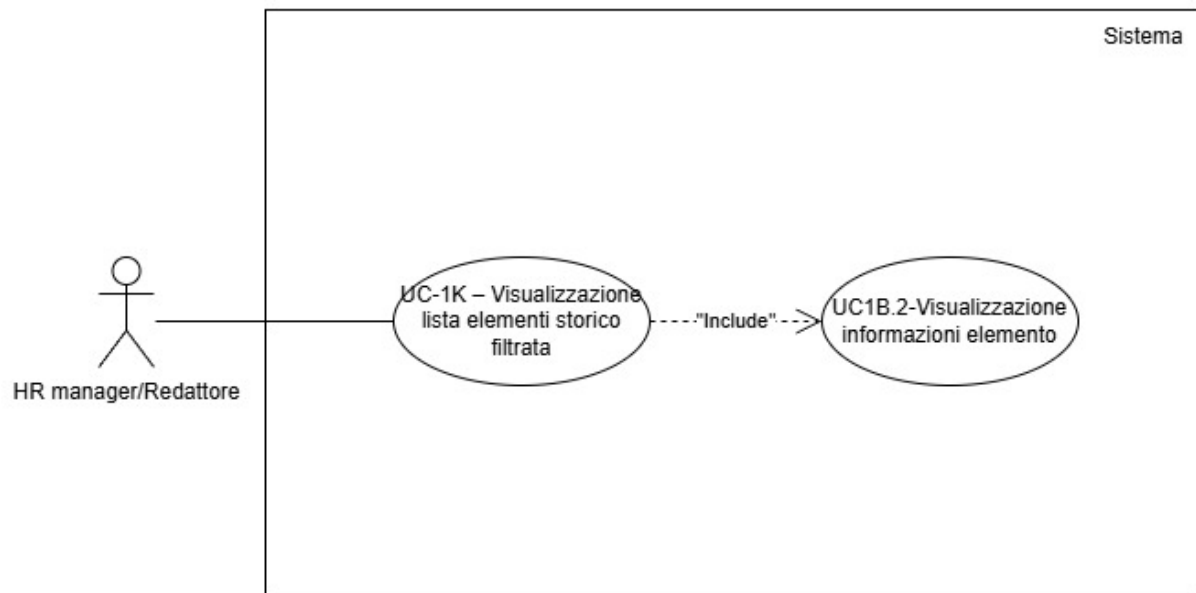 Sistema
UC-1K – Visualizzazione
lista elementi storico
filtrata
"Include"
UC1B.2-Visualizzazione
informazioni elemento
HR manager/Redattore